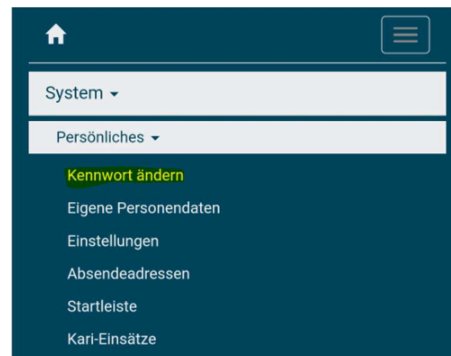 System
Persönliches
Kennwort ändern
Eigene Personendaten
Einstellungen
Absendeadressen
Startleiste
Kari-Einsätze